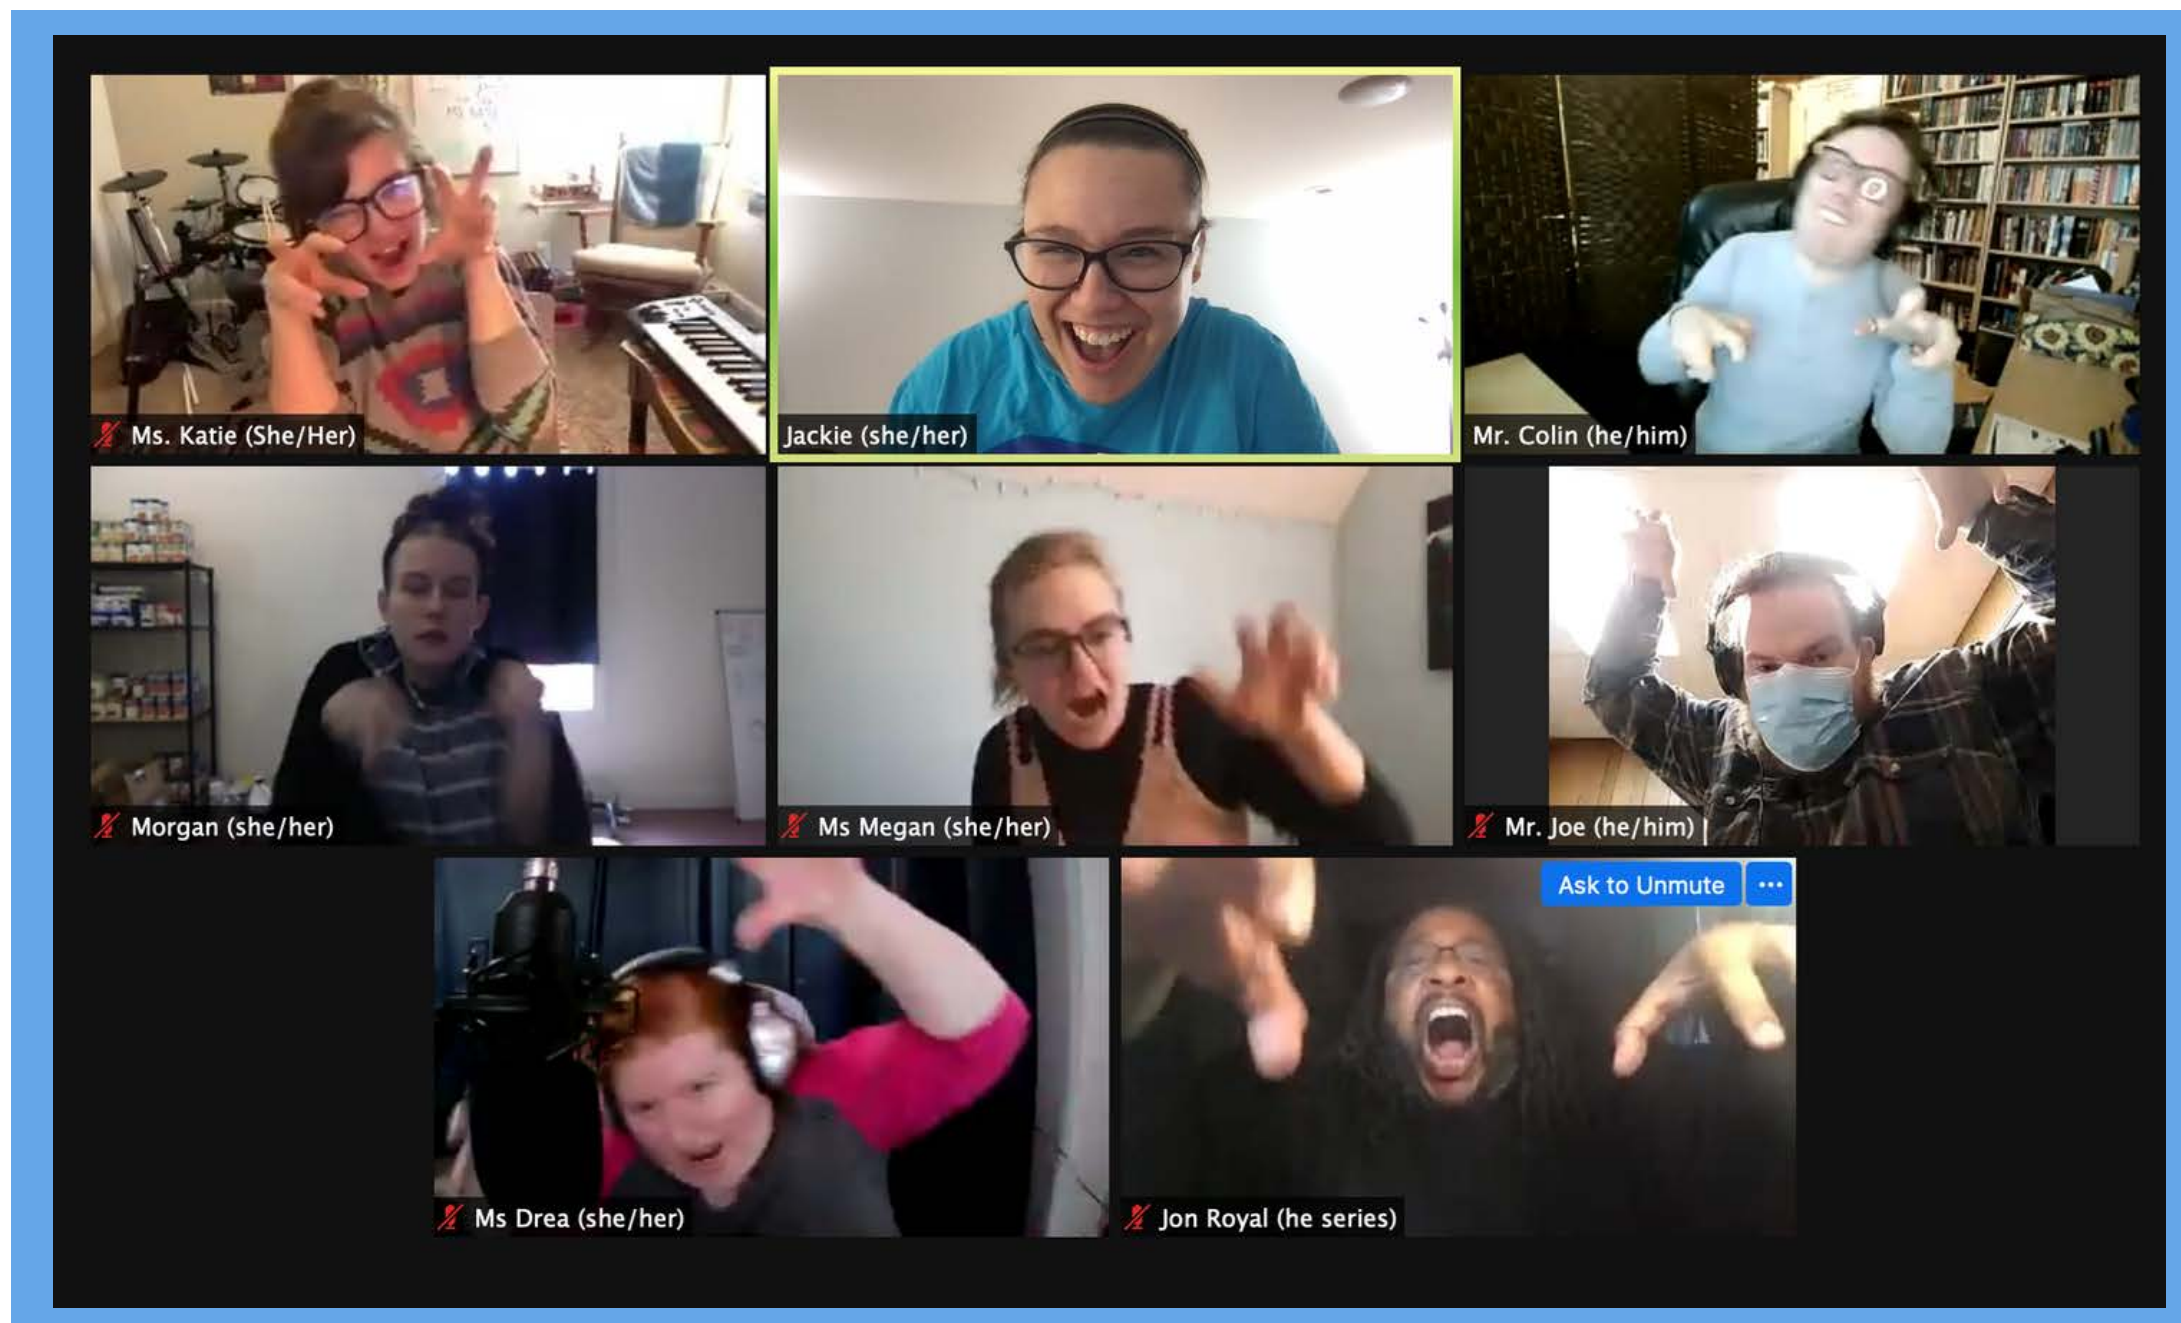 Ms. Katie (She/Her)
Jackie (she/her)
Mr. Colin (he/him)
Morgan (she/her)
Ms Megan (she/her)
Mr. Joe (he/him)
Ms Drea (she/her)
Ask to Unmute
Jon Royal (he series)